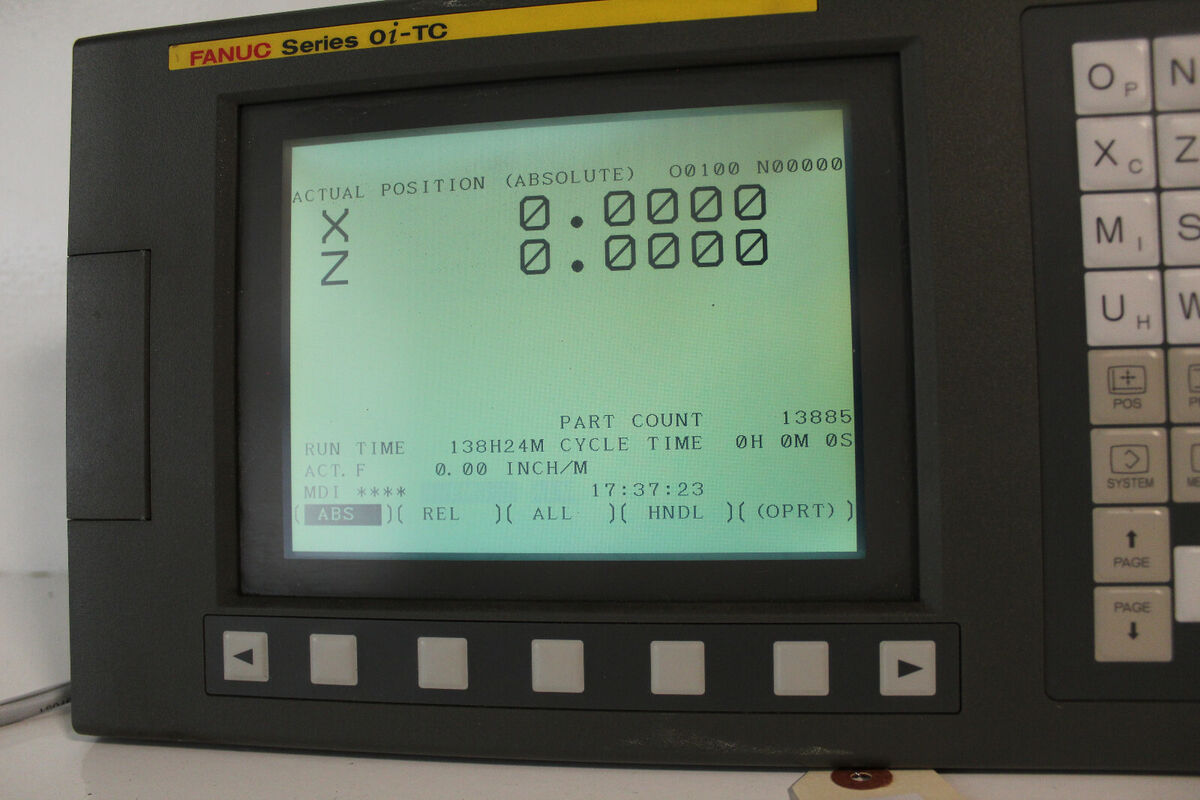 FANUC Series 0i-TC
ACTUAL POSITION (ABSOLUTE) O0100 N00000
X 0.0000
Z 0.0000
PART COUNT 13885
RUN TIME 138H24M CYCLE TIME 0H 0M 0S
ACT.F 0.00 INCH/M
MDI **** 17:37:23
( ABS )( REL )( ALL )( HNDL )( (OPRT) )
O P N
X C Z
M I S
U H W
POS
SYSTEM
PAGE
PAGE